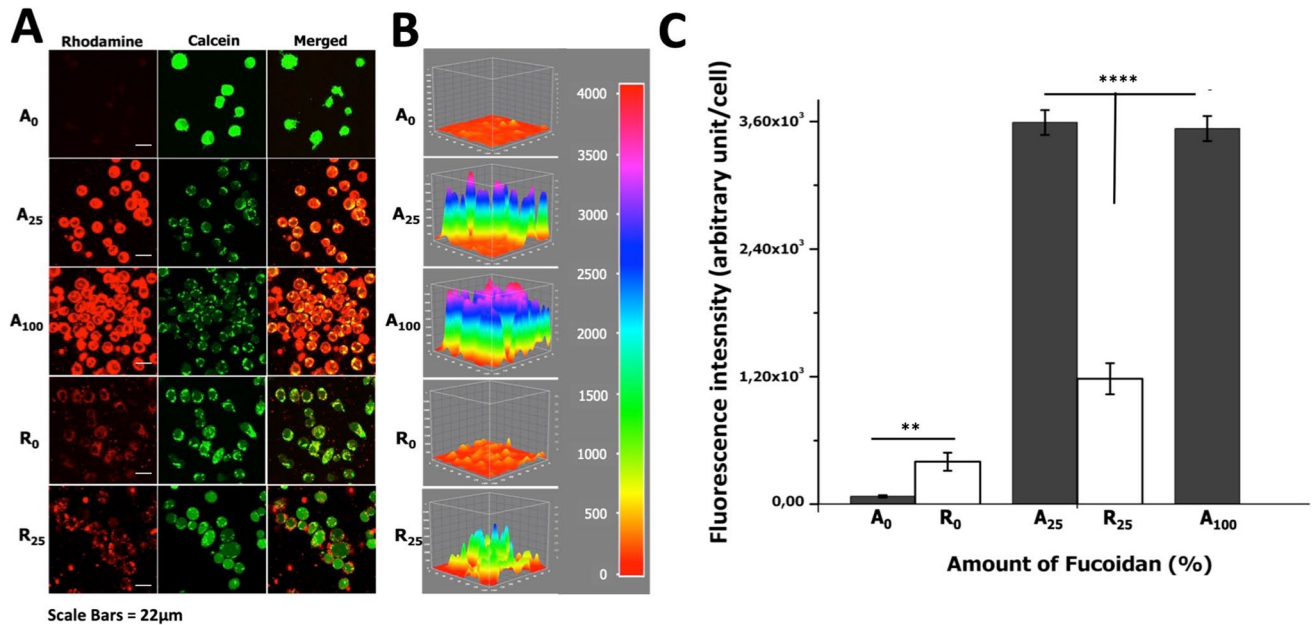 A
Rhodamine Calcein Merged
A0
A25
A100
R0
R25
Scale Bars = 22μm
B
A0
A25
A100
R0
R25
4000
3500
3000
2500
2000
1500
1000
500
0
C
Fluorescence intesnsity (arbitrary unit/cell)
3,60x10³
2,40x10³
1,20x10³
0,00
**
****
A0 R0 A25 R25 A100
Amount of Fucoidan (%)